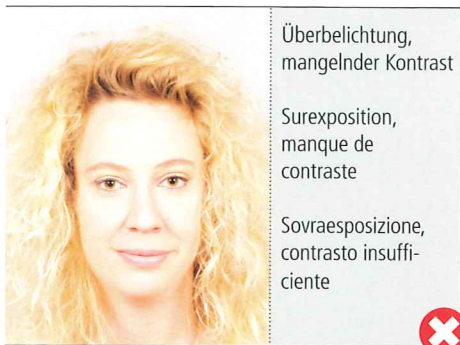 Überbelichtung,
mangelnder Kontrast
Surexposition,
manque de
contraste
Sovraesposizione,
contrasto insuffi-
ciente